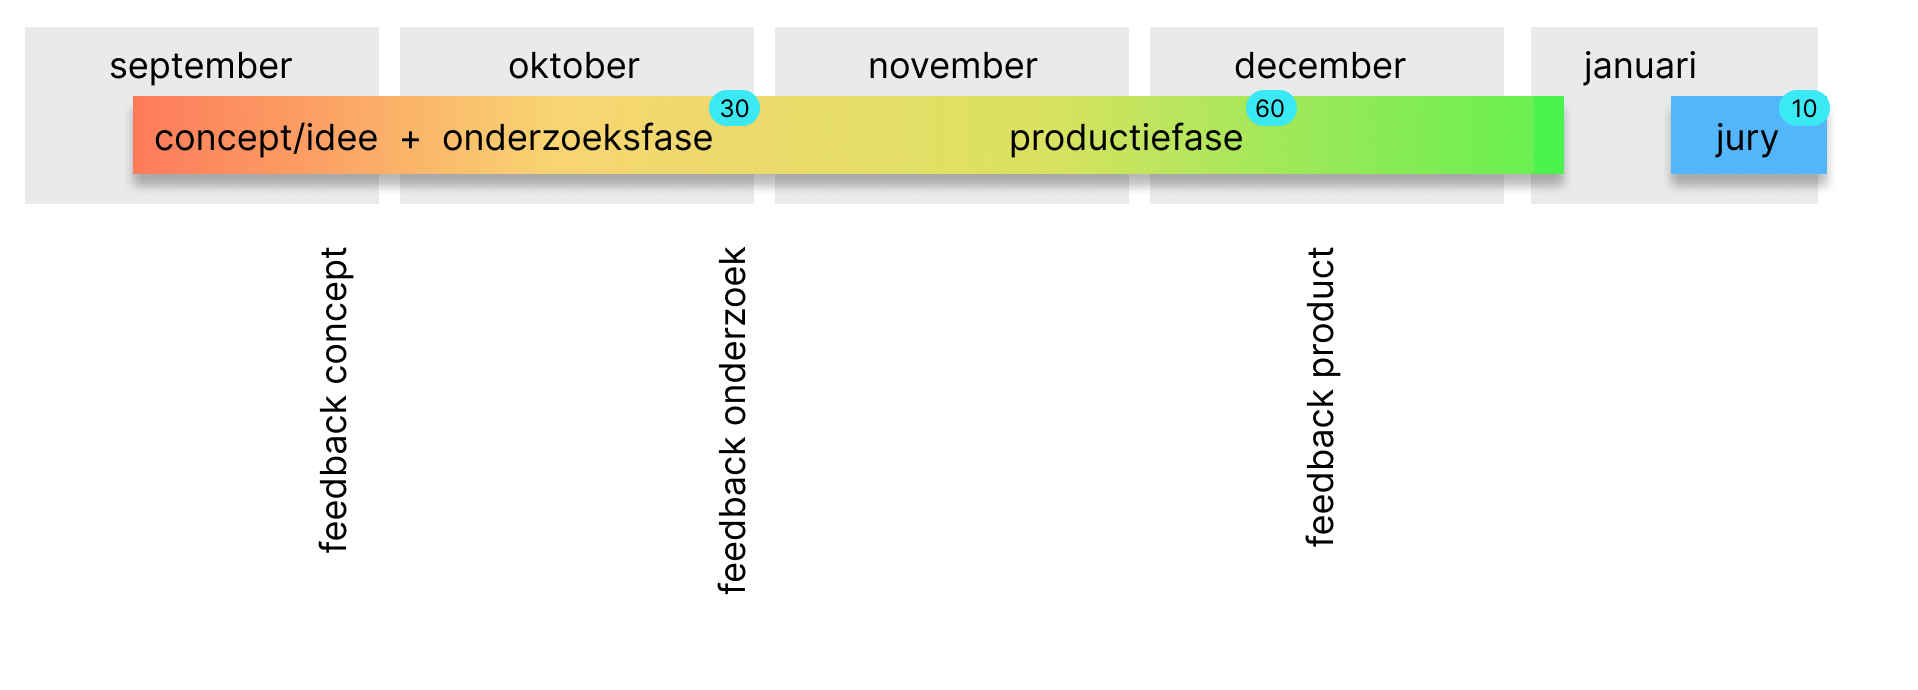 september
oktober
november
december
januari
concept/idee + onderzoeksfase
30
productiefase
60
jury
10
feedback concept
feedback onderzoek
feedback product